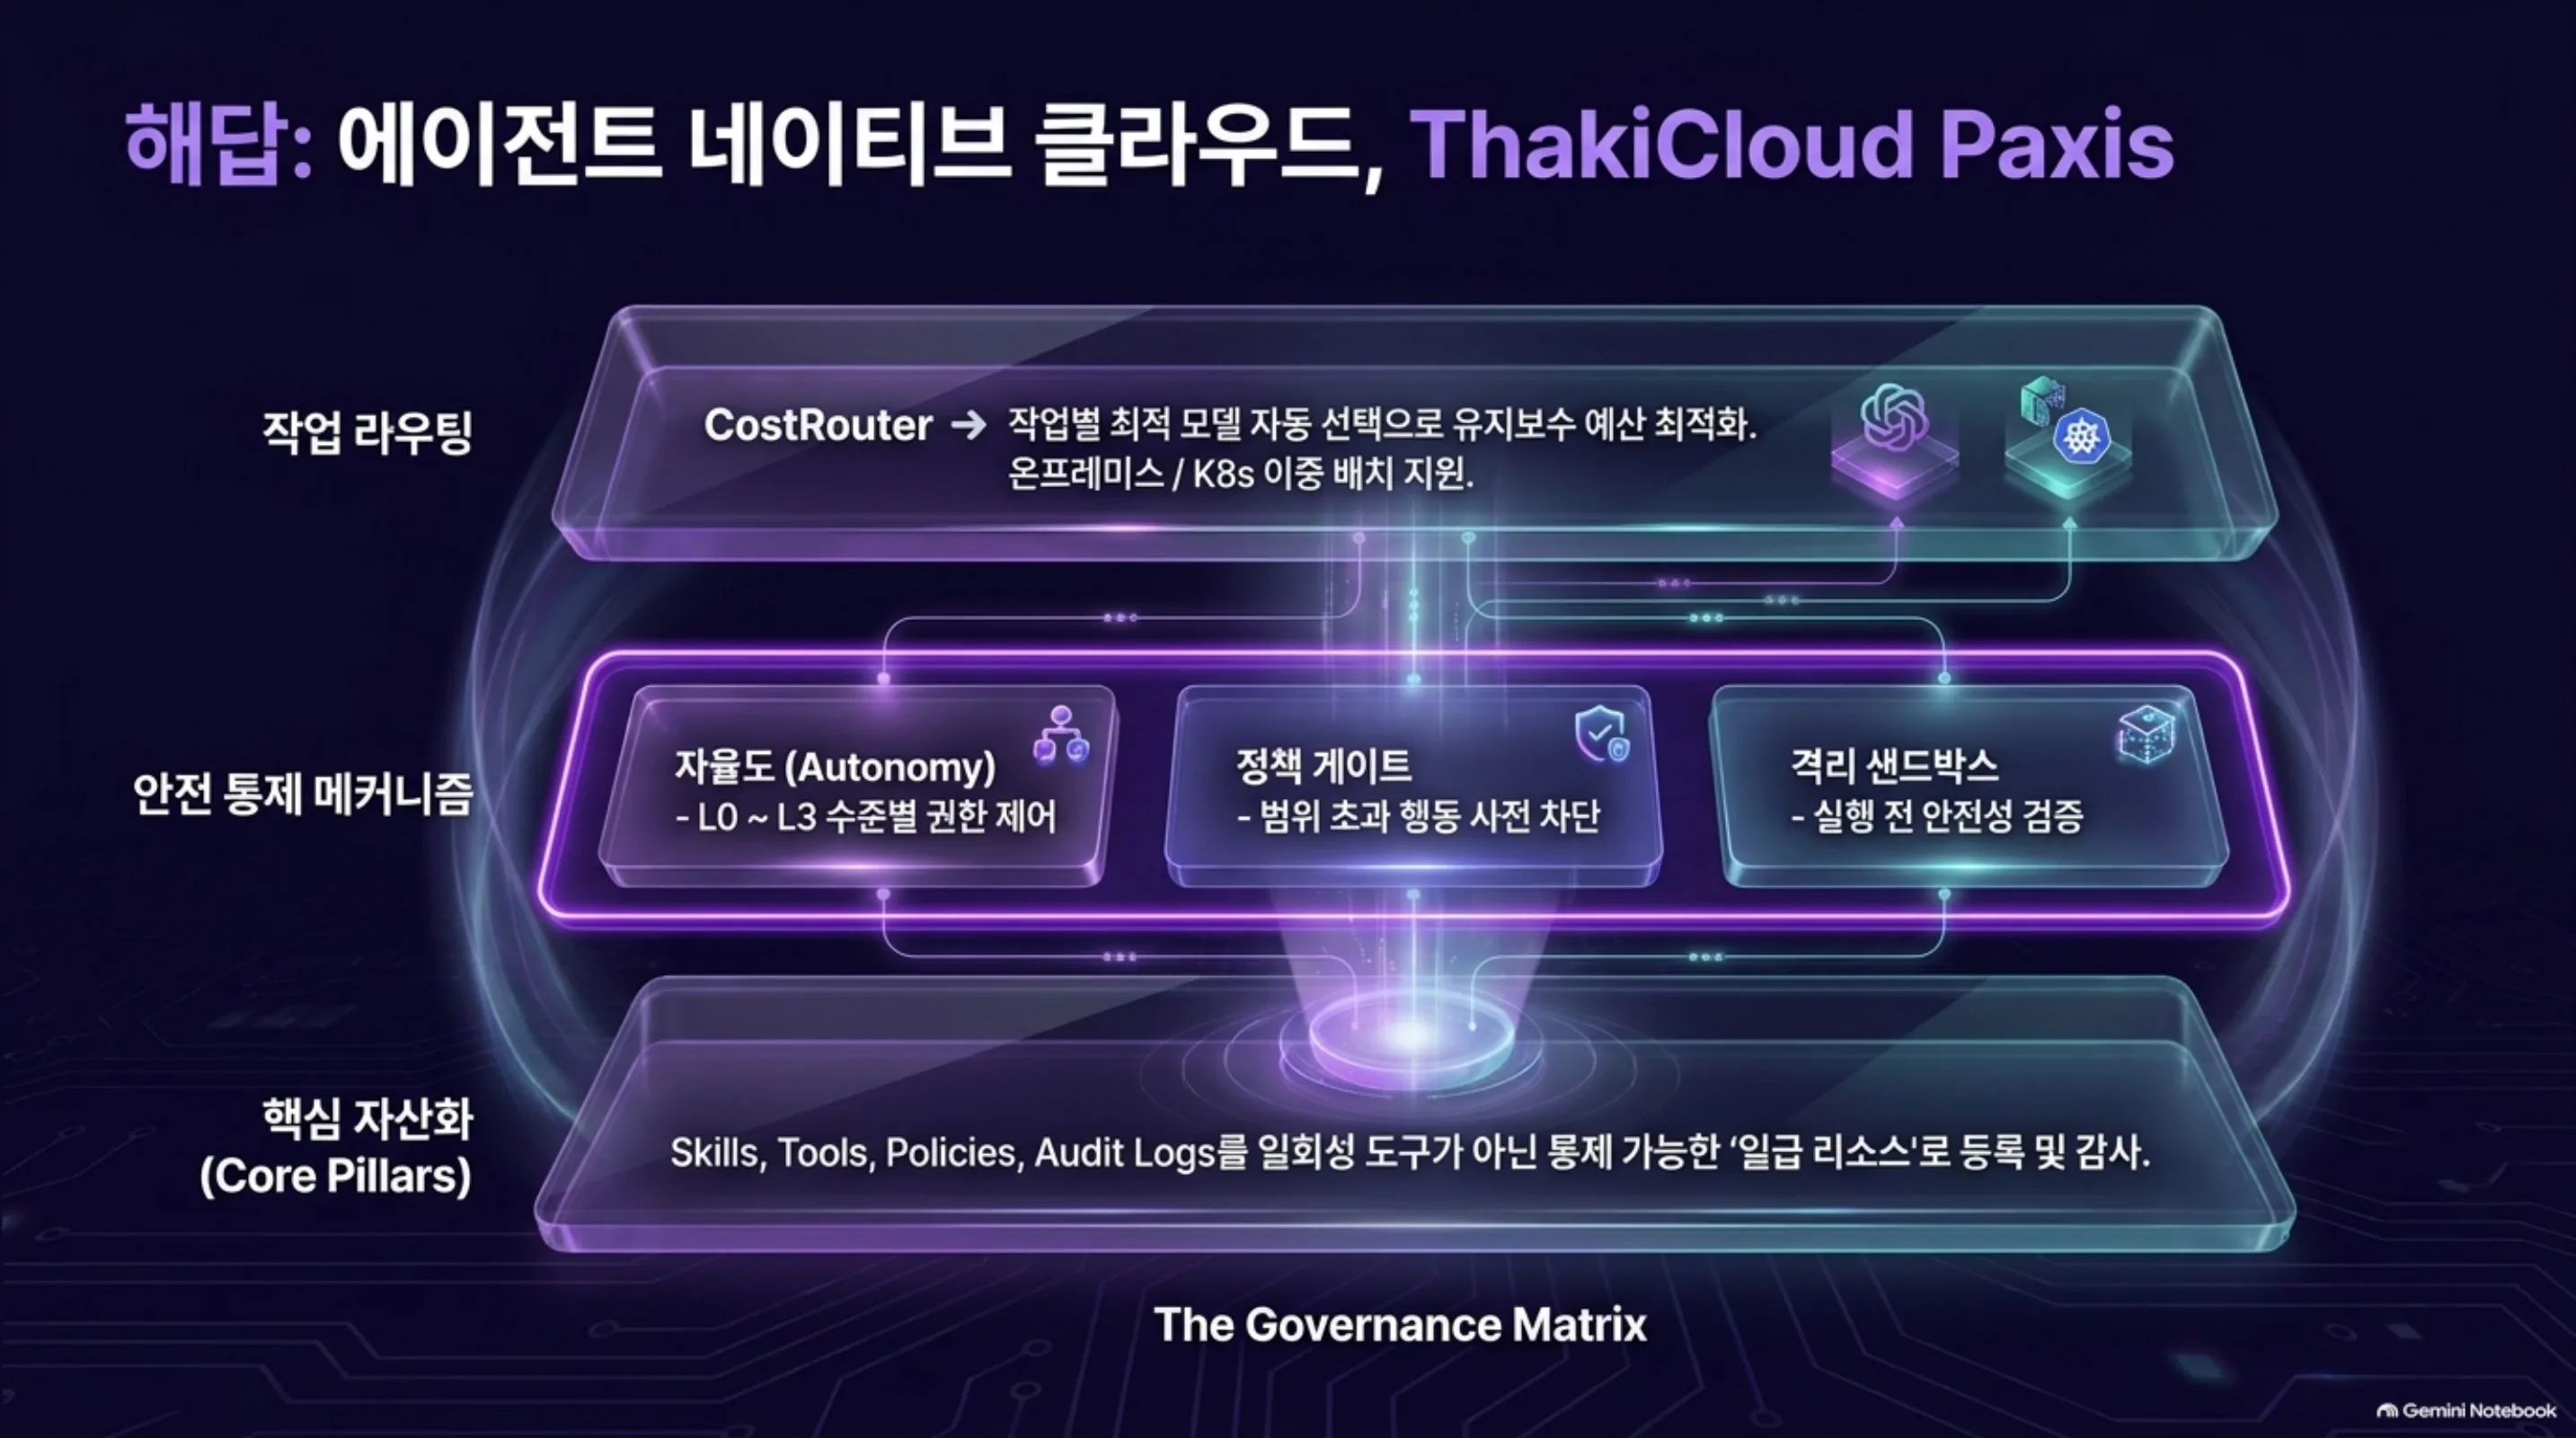 해답: 에이전트 네이티브 클라우드, ThakiCloud Paxis
작업 라우팅
CostRouter → 작업별 최적 모델 자동 선택으로 유지보수 예산 최적화.
온프레미스 / K8s 이중 배치 지원.
안전 통제 메커니즘
자율도 (Autonomy)
- L0 ~ L3 수준별 권한 제어
정책 게이트
- 범위 초과 행동 사전 차단
격리 샌드박스
- 실행 전 안전성 검증
핵심 자산화
(Core Pillars)
Skills, Tools, Policies, Audit Logs를 일회성 도구가 아닌 통제 가능한 ‘일급 리소스'로 등록 및 감사.
The Governance Matrix
Gemini Notebook